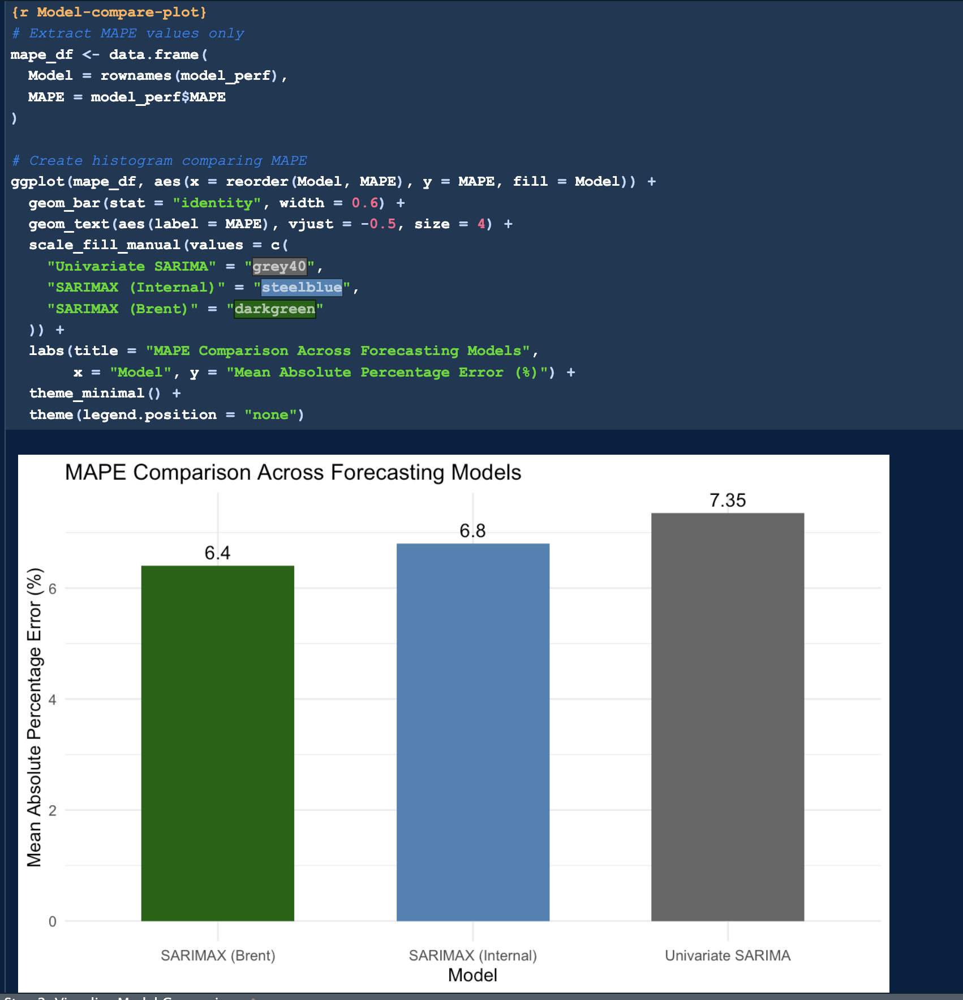 {r Model-compare-plot}
# Extract MAPE values only
mape_df <- data.frame(
  Model = rownames(model_perf),
  MAPE = model_perf$MAPE
)
# Create histogram comparing MAPE
ggplot(mape_df, aes(x = reorder(Model, MAPE), y = MAPE, fill = Model)) +
  geom_bar(stat = "identity", width = 0.6) +
  geom_text(aes(label = MAPE), vjust = -0.5, size = 4) +
  scale_fill_manual(values = c(
    "Univariate SARIMA" = "grey40",
    "SARIMAX (Internal)" = "steelblue",
    "SARIMAX (Brent)" = "darkgreen"
  )) +
  labs(title = "MAPE Comparison Across Forecasting Models",
       x = "Model", y = "Mean Absolute Percentage Error (%)") +
  theme_minimal() +
  theme(legend.position = "none")
MAPE Comparison Across Forecasting Models
Mean Absolute Percentage Error (%)
7.35
6.8
6.4
6
4
2
0
SARIMAX (Brent)
SARIMAX (Internal)
Univariate SARIMA
Model